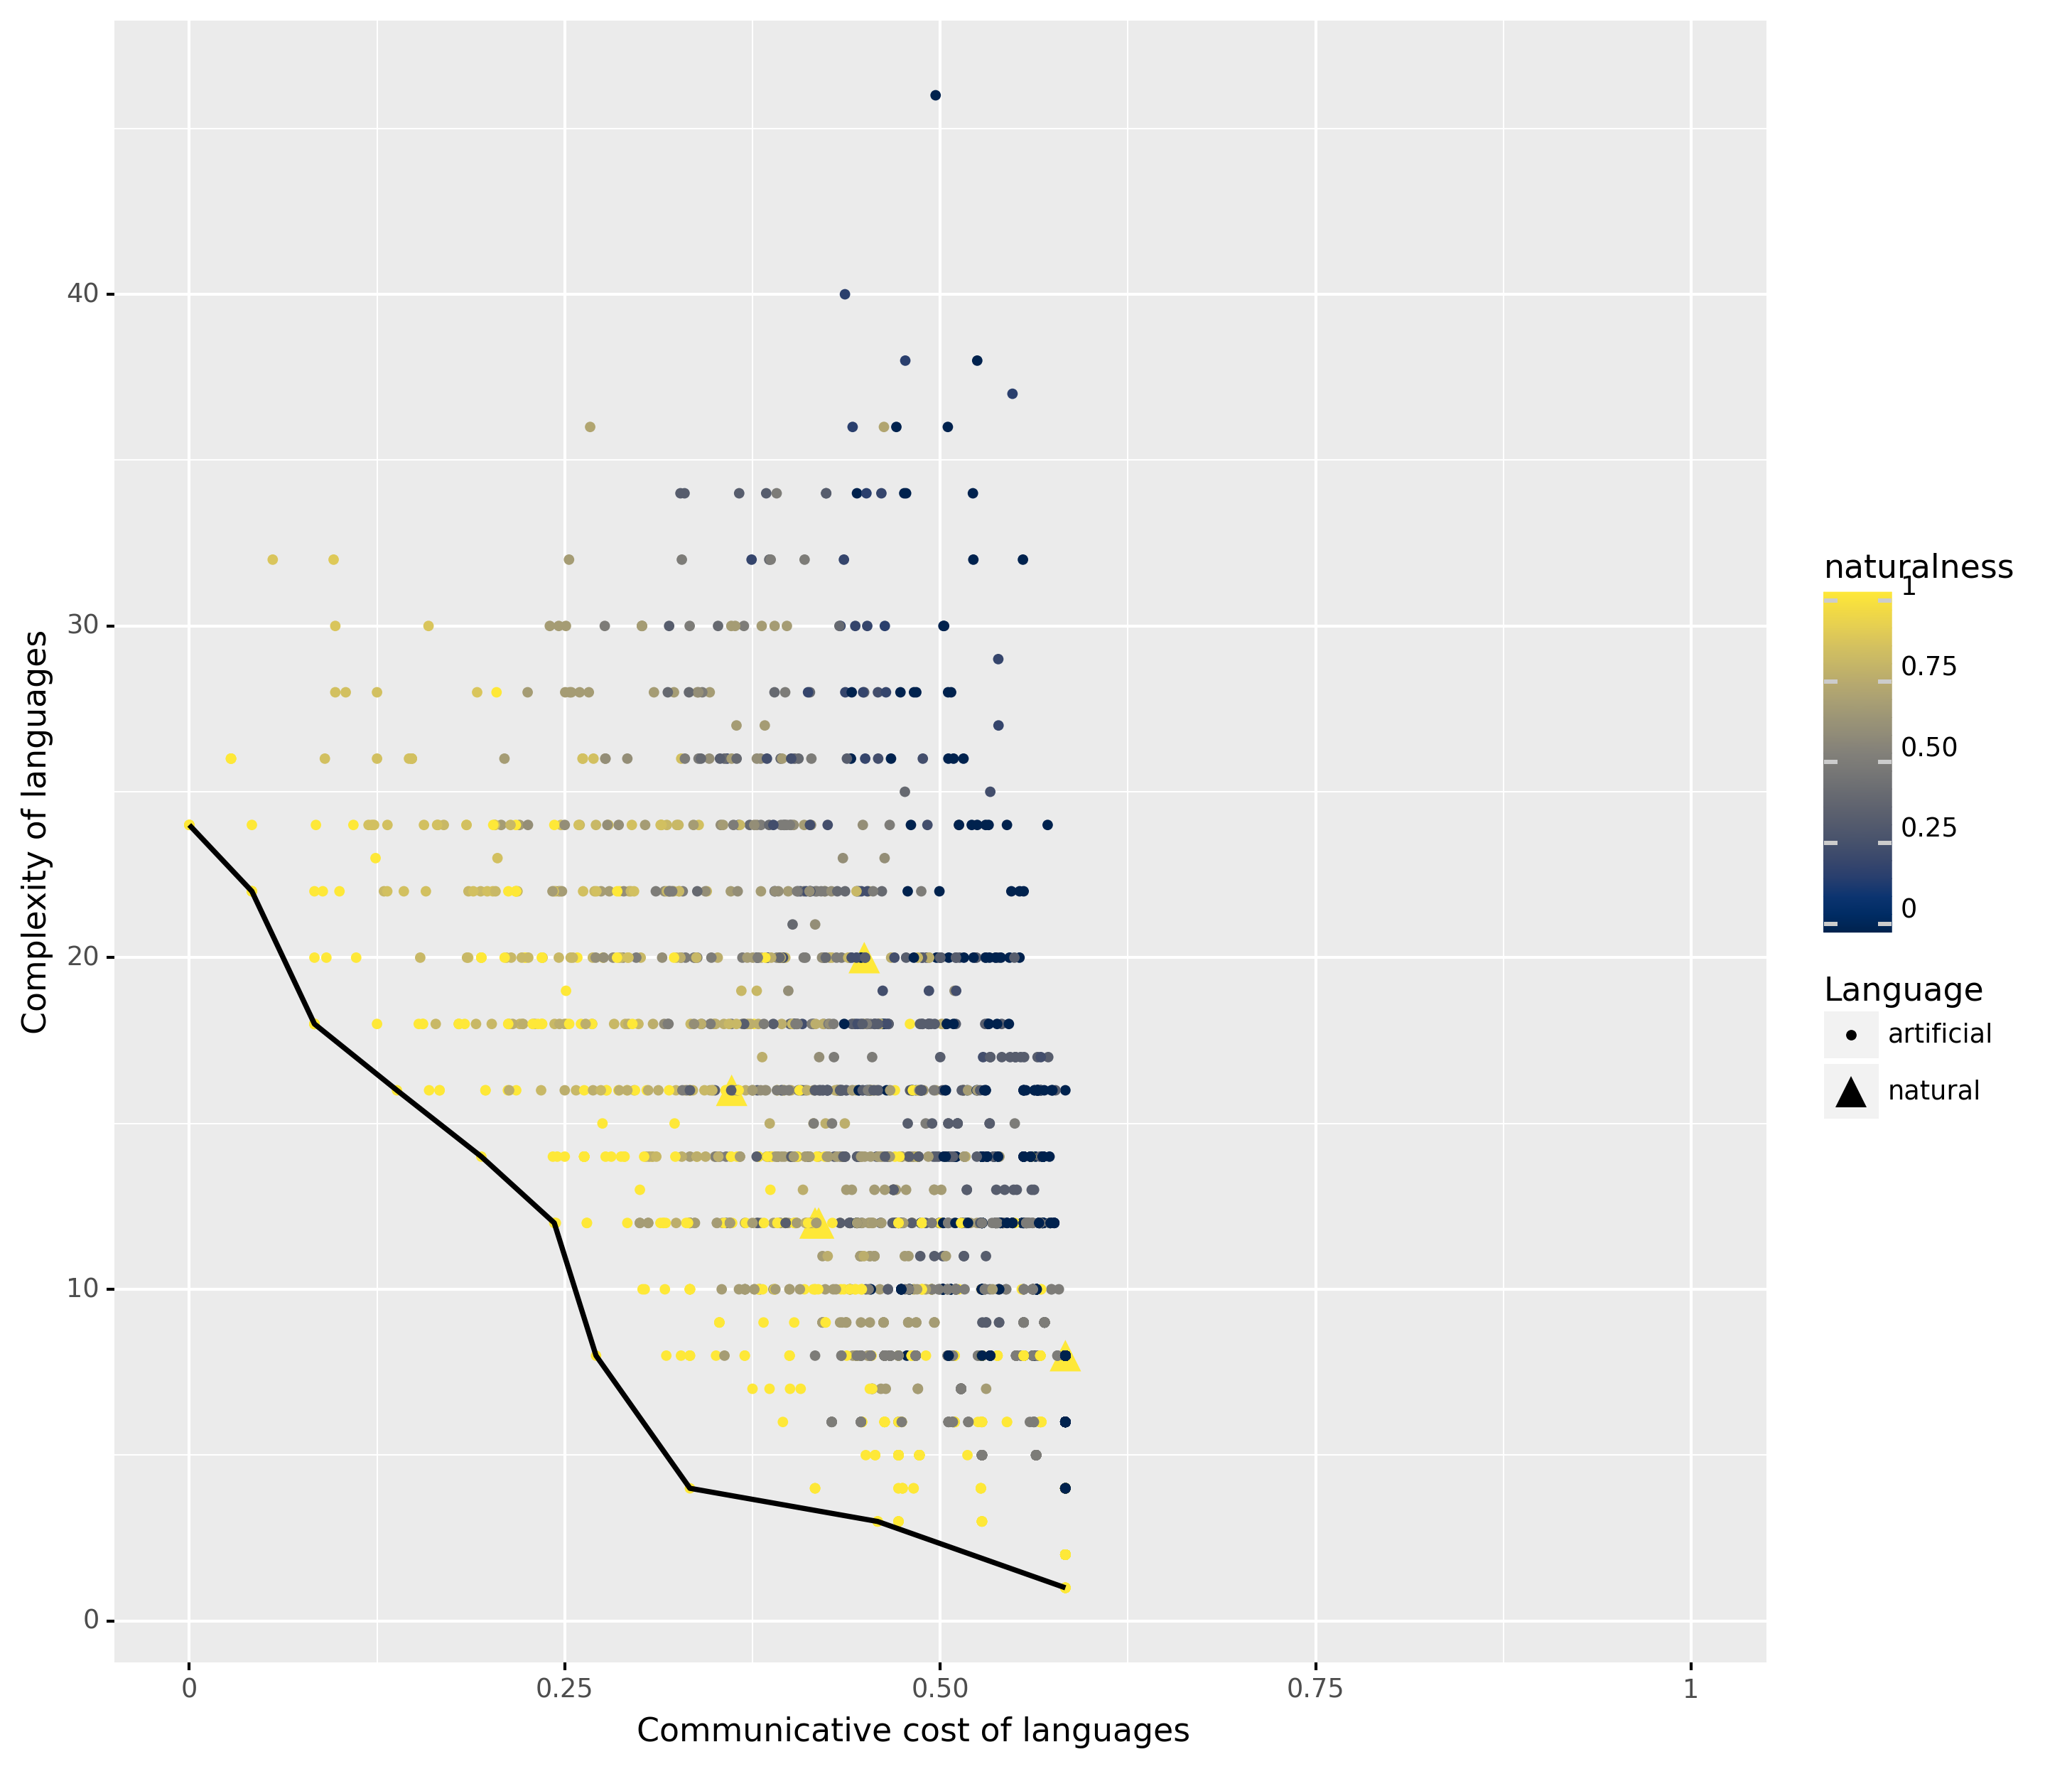 Complexity of languages
40
30
20
10
0
0
0.25
0.50
0.75
1
Communicative cost of languages
naturalness
1
0.75
0.50
0.25
0
Language
artificial
natural